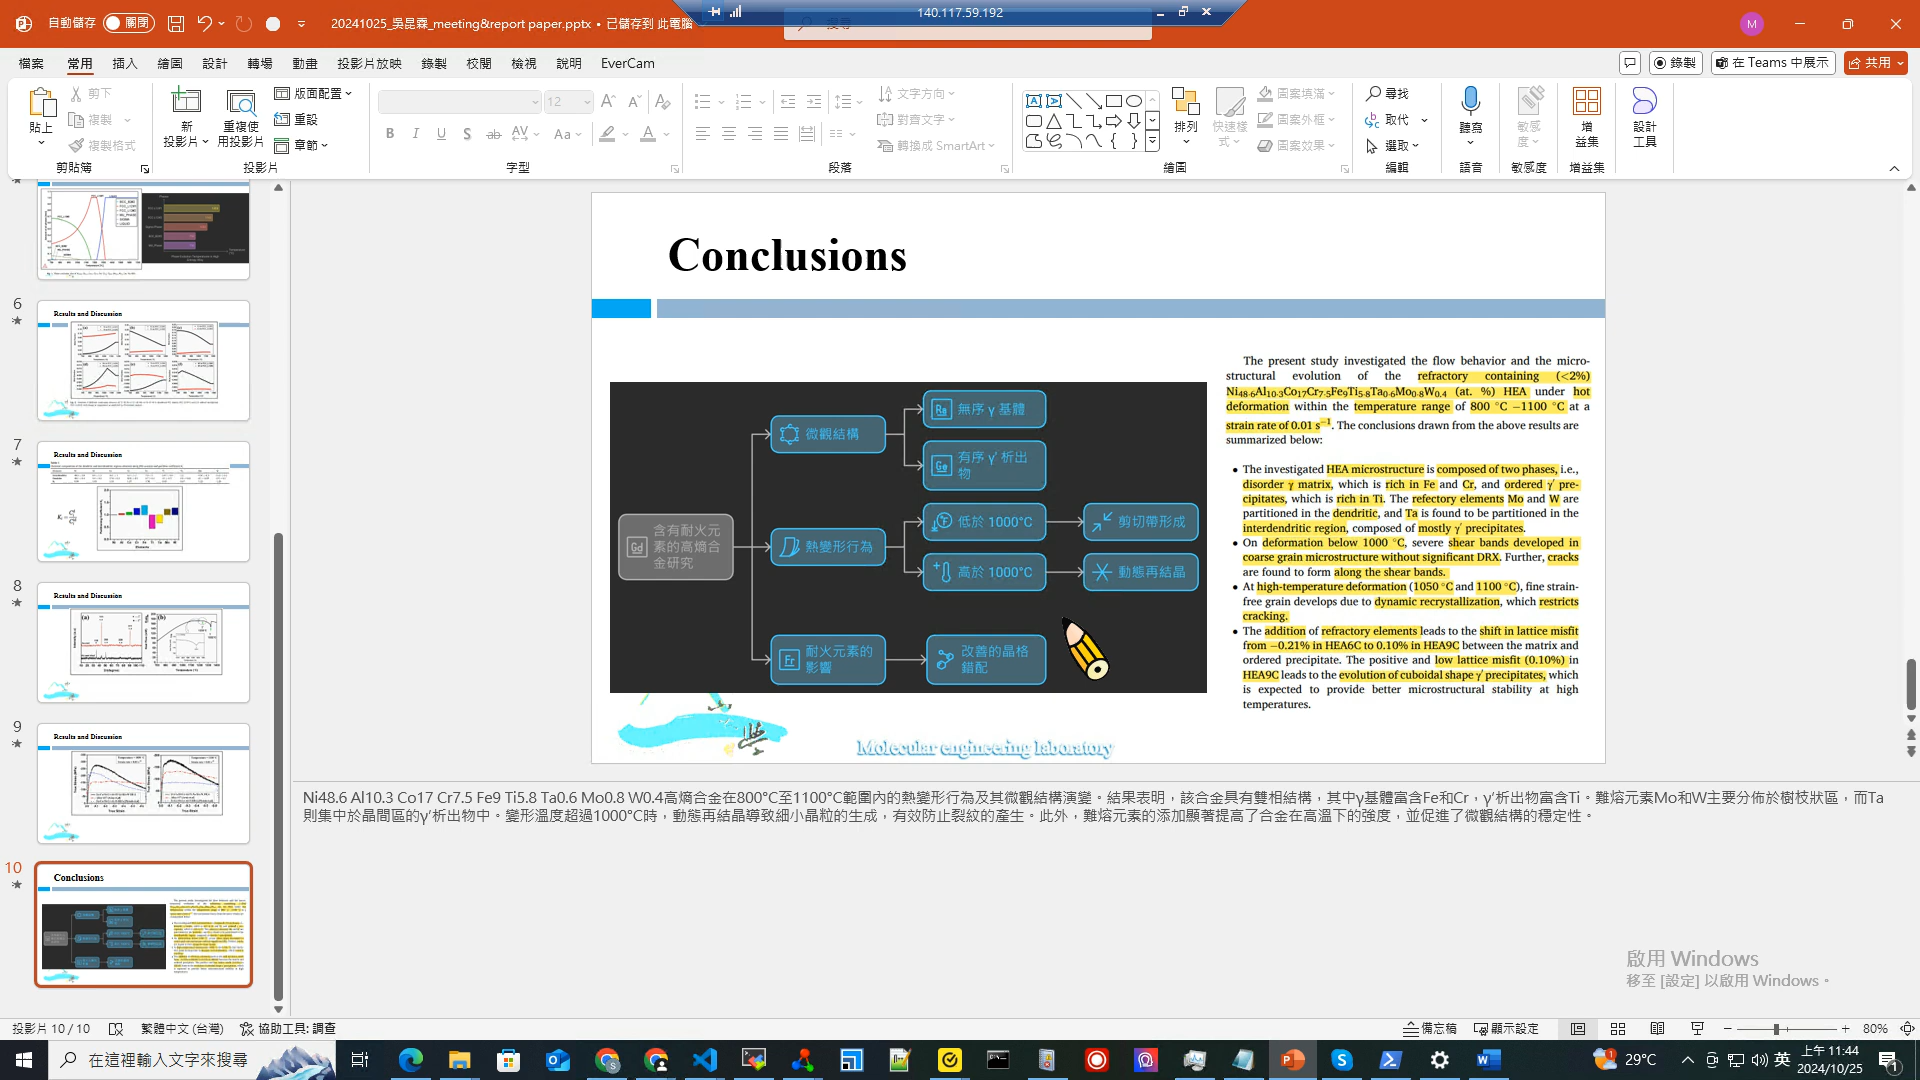 140.117.59.192
自動儲存 關閉
20241025_吳昆霖_meeting&report paper.pptx • 已儲存到 此電腦
搜尋
M
檔案 常用 插入 繪圖 設計 轉場 動畫 投影片放映 錄製 校閱 檢視 說明 EverCam
錄製 在 Teams 中展示 共用
貼上 剪下 複製 複製格式 剪貼簿
新投影片 重複使用投影片 版面配置 重設 章節 投影片
12 字型
文字方向 對齊文字 轉換成 SmartArt 段落
排列 快速樣式 圖案填滿 圖案外框 圖案效果 繪圖
尋找 取代 選取 編輯
聽寫 語音
敏感度 敏感度
增益集 增益集
設計工具
6
Results and Discussion
7
Results and Discussion
8
Results and Discussion
9
Results and Discussion
10
Conclusions
Conclusions
含有耐火元素的高熵合金研究
微觀結構
無序 γ 基體
有序 γ' 析出物
熱變形行為
低於 1000°C
剪切帶形成
高於 1000°C
動態再結晶
耐火元素的影響
改善的晶格錯配
The present study investigated the flow behavior and the micro-
structural evolution of the refractory containing (<2%)
Ni48.6Al10.3Co17Cr7.5Fe9Ti5.8Ta0.6Mo0.8W0.4 (at. %) HEA under hot
deformation within the temperature range of 800 °C −1100 °C at a
strain rate of 0.01 s−1. The conclusions drawn from the above results are
summarized below:
• The investigated HEA microstructure is composed of two phases, i.e.,
disorder γ matrix, which is rich in Fe and Cr, and ordered γ′ pre-
cipitates, which is rich in Ti. The refectory elements Mo and W are
partitioned in the dendritic, and Ta is found to be partitioned in the
interdendritic region, composed of mostly γ′ precipitates.
• On deformation below 1000 °C, severe shear bands developed in
coarse grain microstructure without significant DRX. Further, cracks
are found to form along the shear bands.
• At high-temperature deformation (1050 °C and 1100 °C), fine strain-
free grain develops due to dynamic recrystallization, which restricts
cracking.
• The addition of refractory elements leads to the shift in lattice misfit
from −0.21% in HEA6C to 0.10% in HEA9C between the matrix and
ordered precipitate. The positive and low lattice misfit (0.10%) in
HEA9C leads to the evolution of cuboidal shape γ′ precipitates, which
is expected to provide better microstructural stability at high
temperatures.
Molecular engineering laboratory
Ni48.6 Al10.3 Co17 Cr7.5 Fe9 Ti5.8 Ta0.6 Mo0.8 W0.4高熵合金在800°C至1100°C範圍內的熱變形行為及其微觀結構演變。結果表明，該合金具有雙相結構，其中γ基體富含Fe和Cr，γ′析出物富含Ti。難熔元素Mo和W主要分佈於樹枝狀區，而Ta
則集中於晶間區的γ′析出物中。變形溫度超過1000°C時，動態再結晶導致細小晶粒的生成，有效防止裂紋的產生。此外，難熔元素的添加顯著提高了合金在高溫下的強度，並促進了微觀結構的穩定性。
啟用 Windows
移至 [設定] 以啟用 Windows。
投影片 10 / 10 繁體中文 (台灣) 協助工具: 調查
備忘稿 顯示設定 80%
在這裡輸入文字來搜尋
29°C 英 上午 11:44
2024/10/25